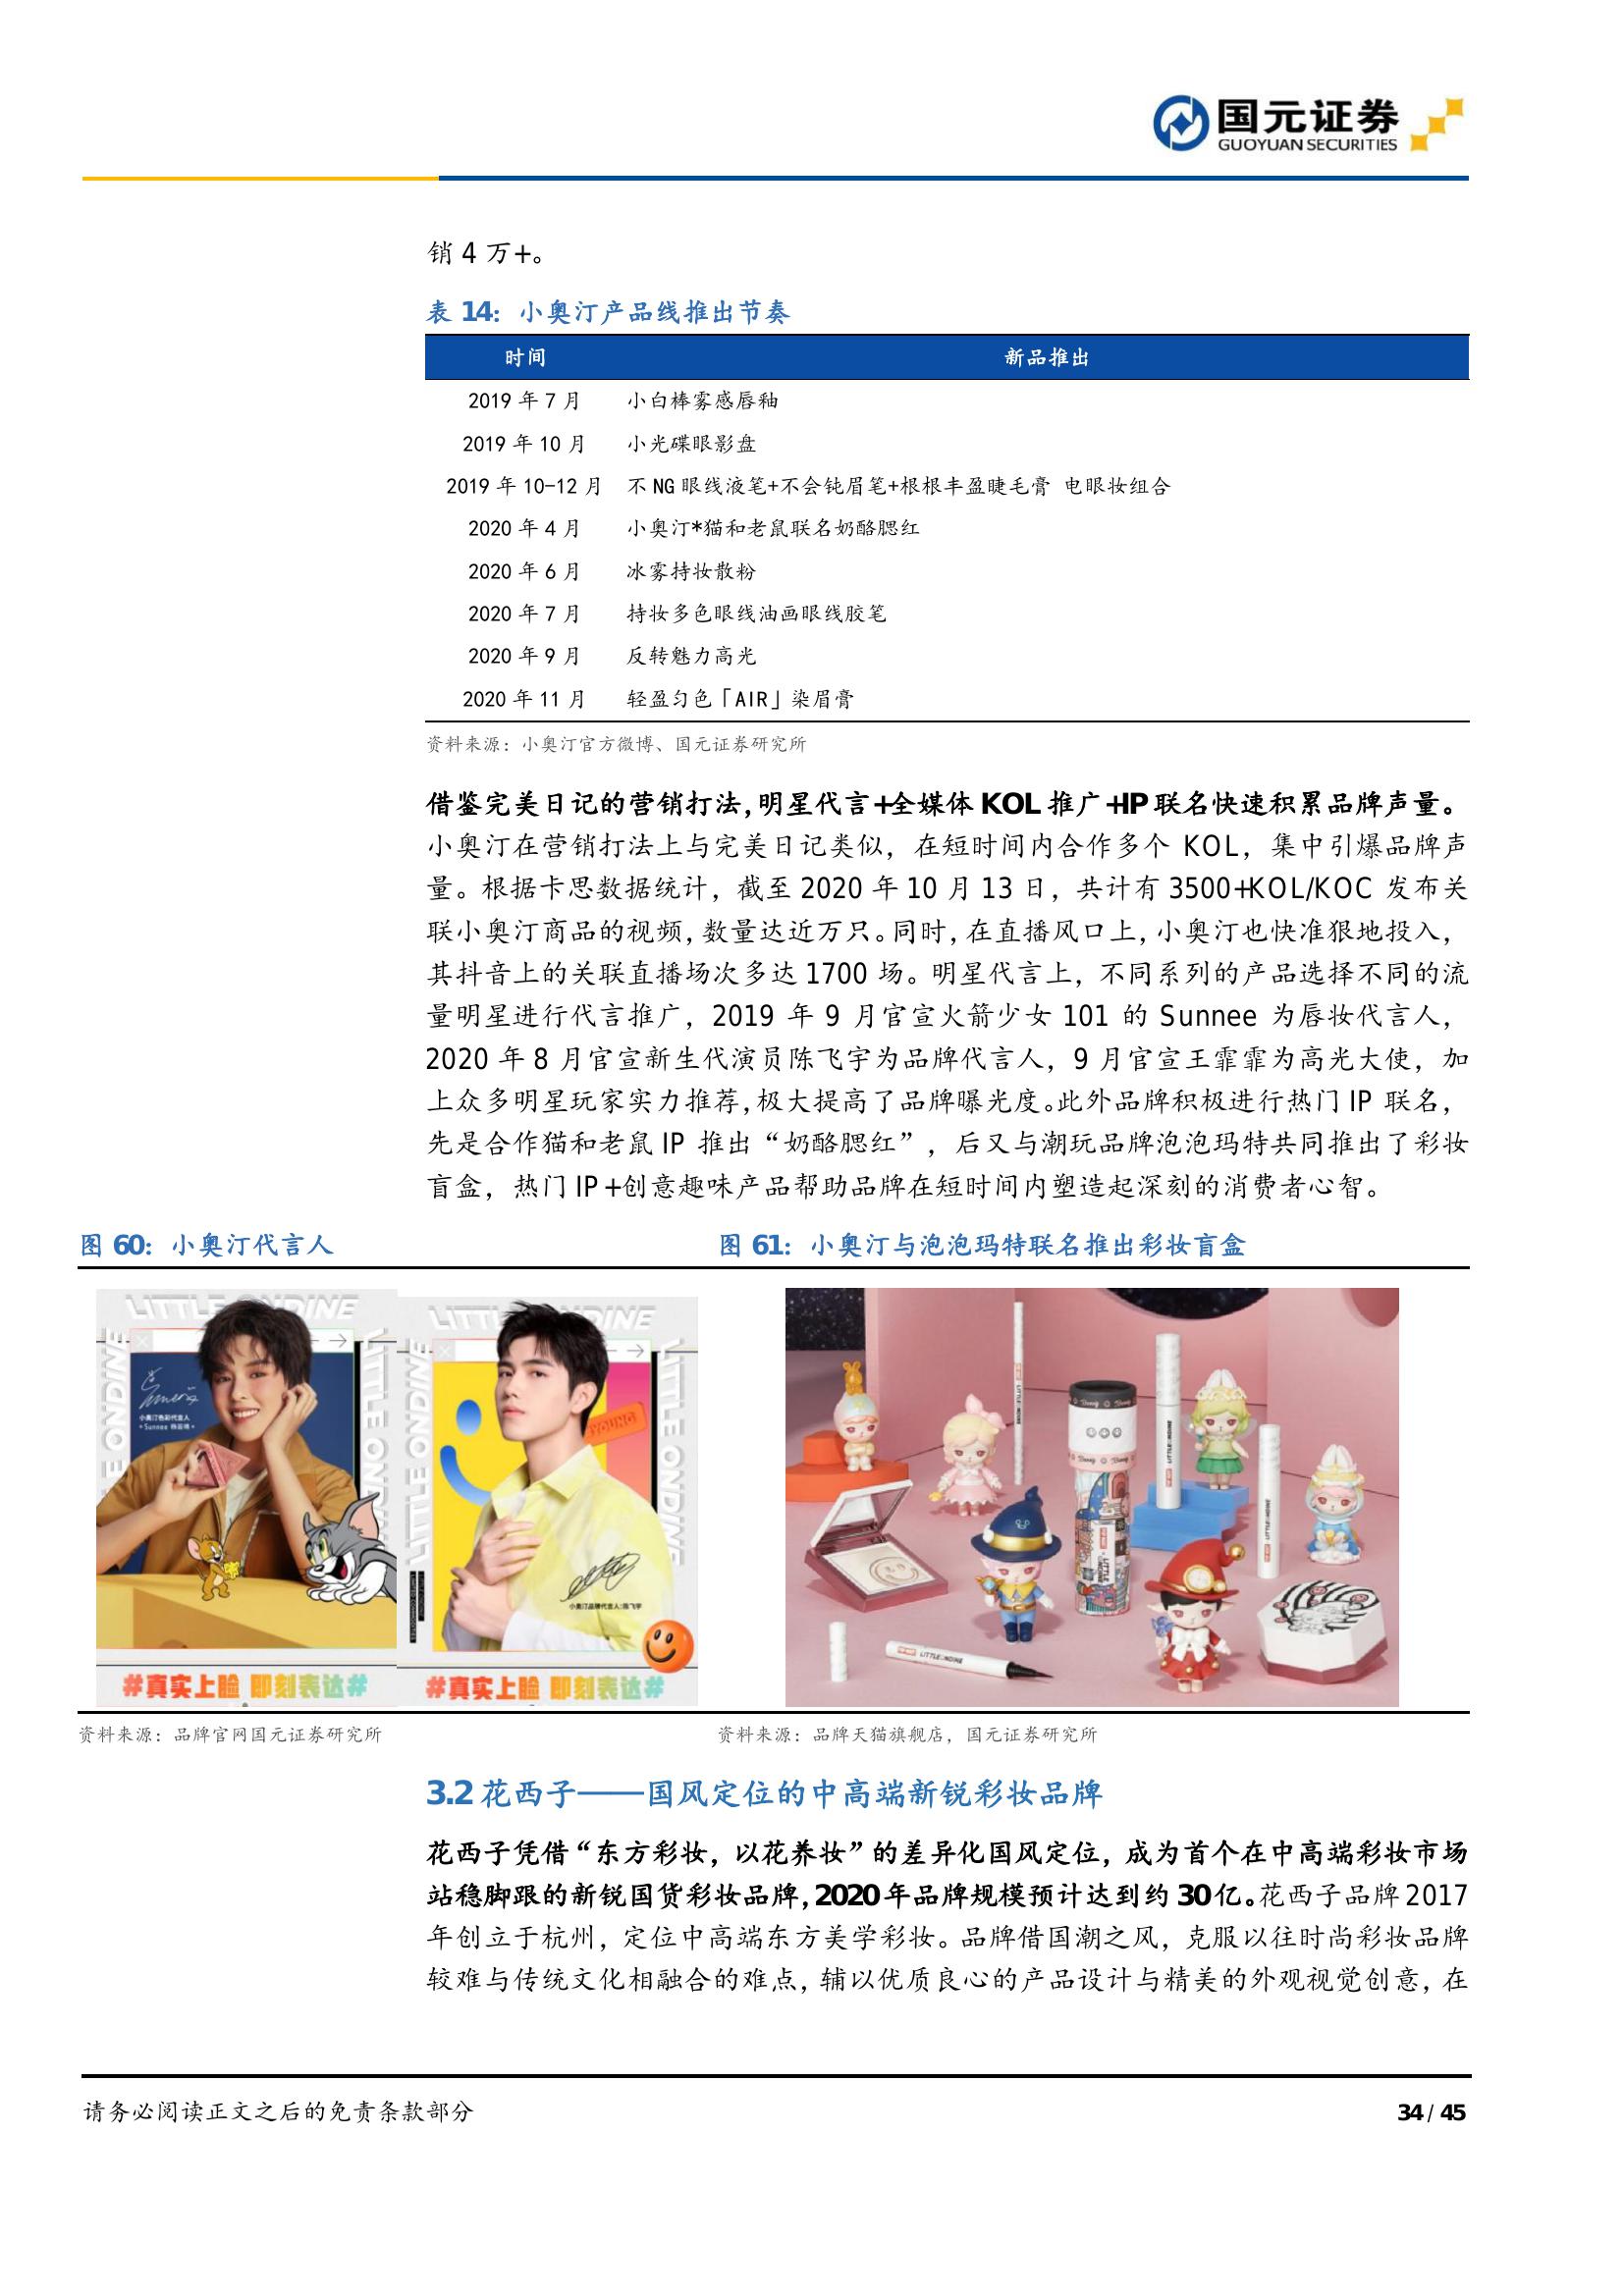 国元证券
GUOYUAN SECURITIES
销 4 万+。
表 14：小奥汀产品线推出节奏
时间 新品推出
2019 年 7 月 小白棒雾感唇釉
2019 年 10 月 小光碟眼影盘
2019 年 10-12 月 不 NG 眼线液笔+不会钝眉笔+根根丰盈睫毛膏 电眼妆组合
2020 年 4 月 小奥汀*猫和老鼠联名奶酪腮红
2020 年 6 月 冰雾持妆散粉
2020 年 7 月 持妆多色眼线油画眼线胶笔
2020 年 9 月 反转魅力高光
2020 年 11 月 轻盈匀色「AIR」染眉膏
资料来源：小奥汀官方微博、国元证券研究所
借鉴完美日记的营销打法，明星代言+全媒体 KOL 推广+IP 联名快速积累品牌声量。
小奥汀在营销打法上与完美日记类似，在短时间内合作多个 KOL，集中引爆品牌声
量。根据卡思数据统计，截至 2020 年 10 月 13 日，共计有 3500+KOL/KOC 发布关
联小奥汀商品的视频，数量达近万只。同时，在直播风口上，小奥汀也快准狠地投入，
其抖音上的关联直播场次多达 1700 场。明星代言上，不同系列的产品选择不同的流
量明星进行代言推广，2019 年 9 月官宣火箭少女 101 的 Sunnee 为唇妆代言人，
2020 年 8 月官宣新生代演员陈飞宇为品牌代言人，9 月官宣王霏霏为高光大使，加
上众多明星玩家实力推荐，极大提高了品牌曝光度。此外品牌积极进行热门 IP 联名，
先是合作猫和老鼠 IP 推出“奶酪腮红”，后又与潮玩品牌泡泡玛特共同推出了彩妆
盲盒，热门 IP+创意趣味产品帮助品牌在短时间内塑造起深刻的消费者心智。
图 60：小奥汀代言人
图 61：小奥汀与泡泡玛特联名推出彩妆盲盒
LITTLE ONDINE
LITTLE ONDINE
小奥汀色彩代言人
#真实上脸 即刻表达#
LITTLE ONDINE
LITTLE ONDINE
LITTLE ONDINE
YOUNG
小奥汀品牌代言人:陈飞宇
#真实上脸 即刻表达#
LITTLE ONDINE
资料来源：品牌官网国元证券研究所
资料来源：品牌天猫旗舰店，国元证券研究所
3.2 花西子——国风定位的中高端新锐彩妆品牌
花西子凭借“东方彩妆，以花养妆”的差异化国风定位，成为首个在中高端彩妆市场
站稳脚跟的新锐国货彩妆品牌，2020 年品牌规模预计达到约 30 亿。花西子品牌 2017
年创立于杭州，定位中高端东方美学彩妆。品牌借国潮之风，克服以往时尚彩妆品牌
较难与传统文化相融合的难点，辅以优质良心的产品设计与精美的外观视觉创意，在
请务必阅读正文之后的免责条款部分
34 / 45